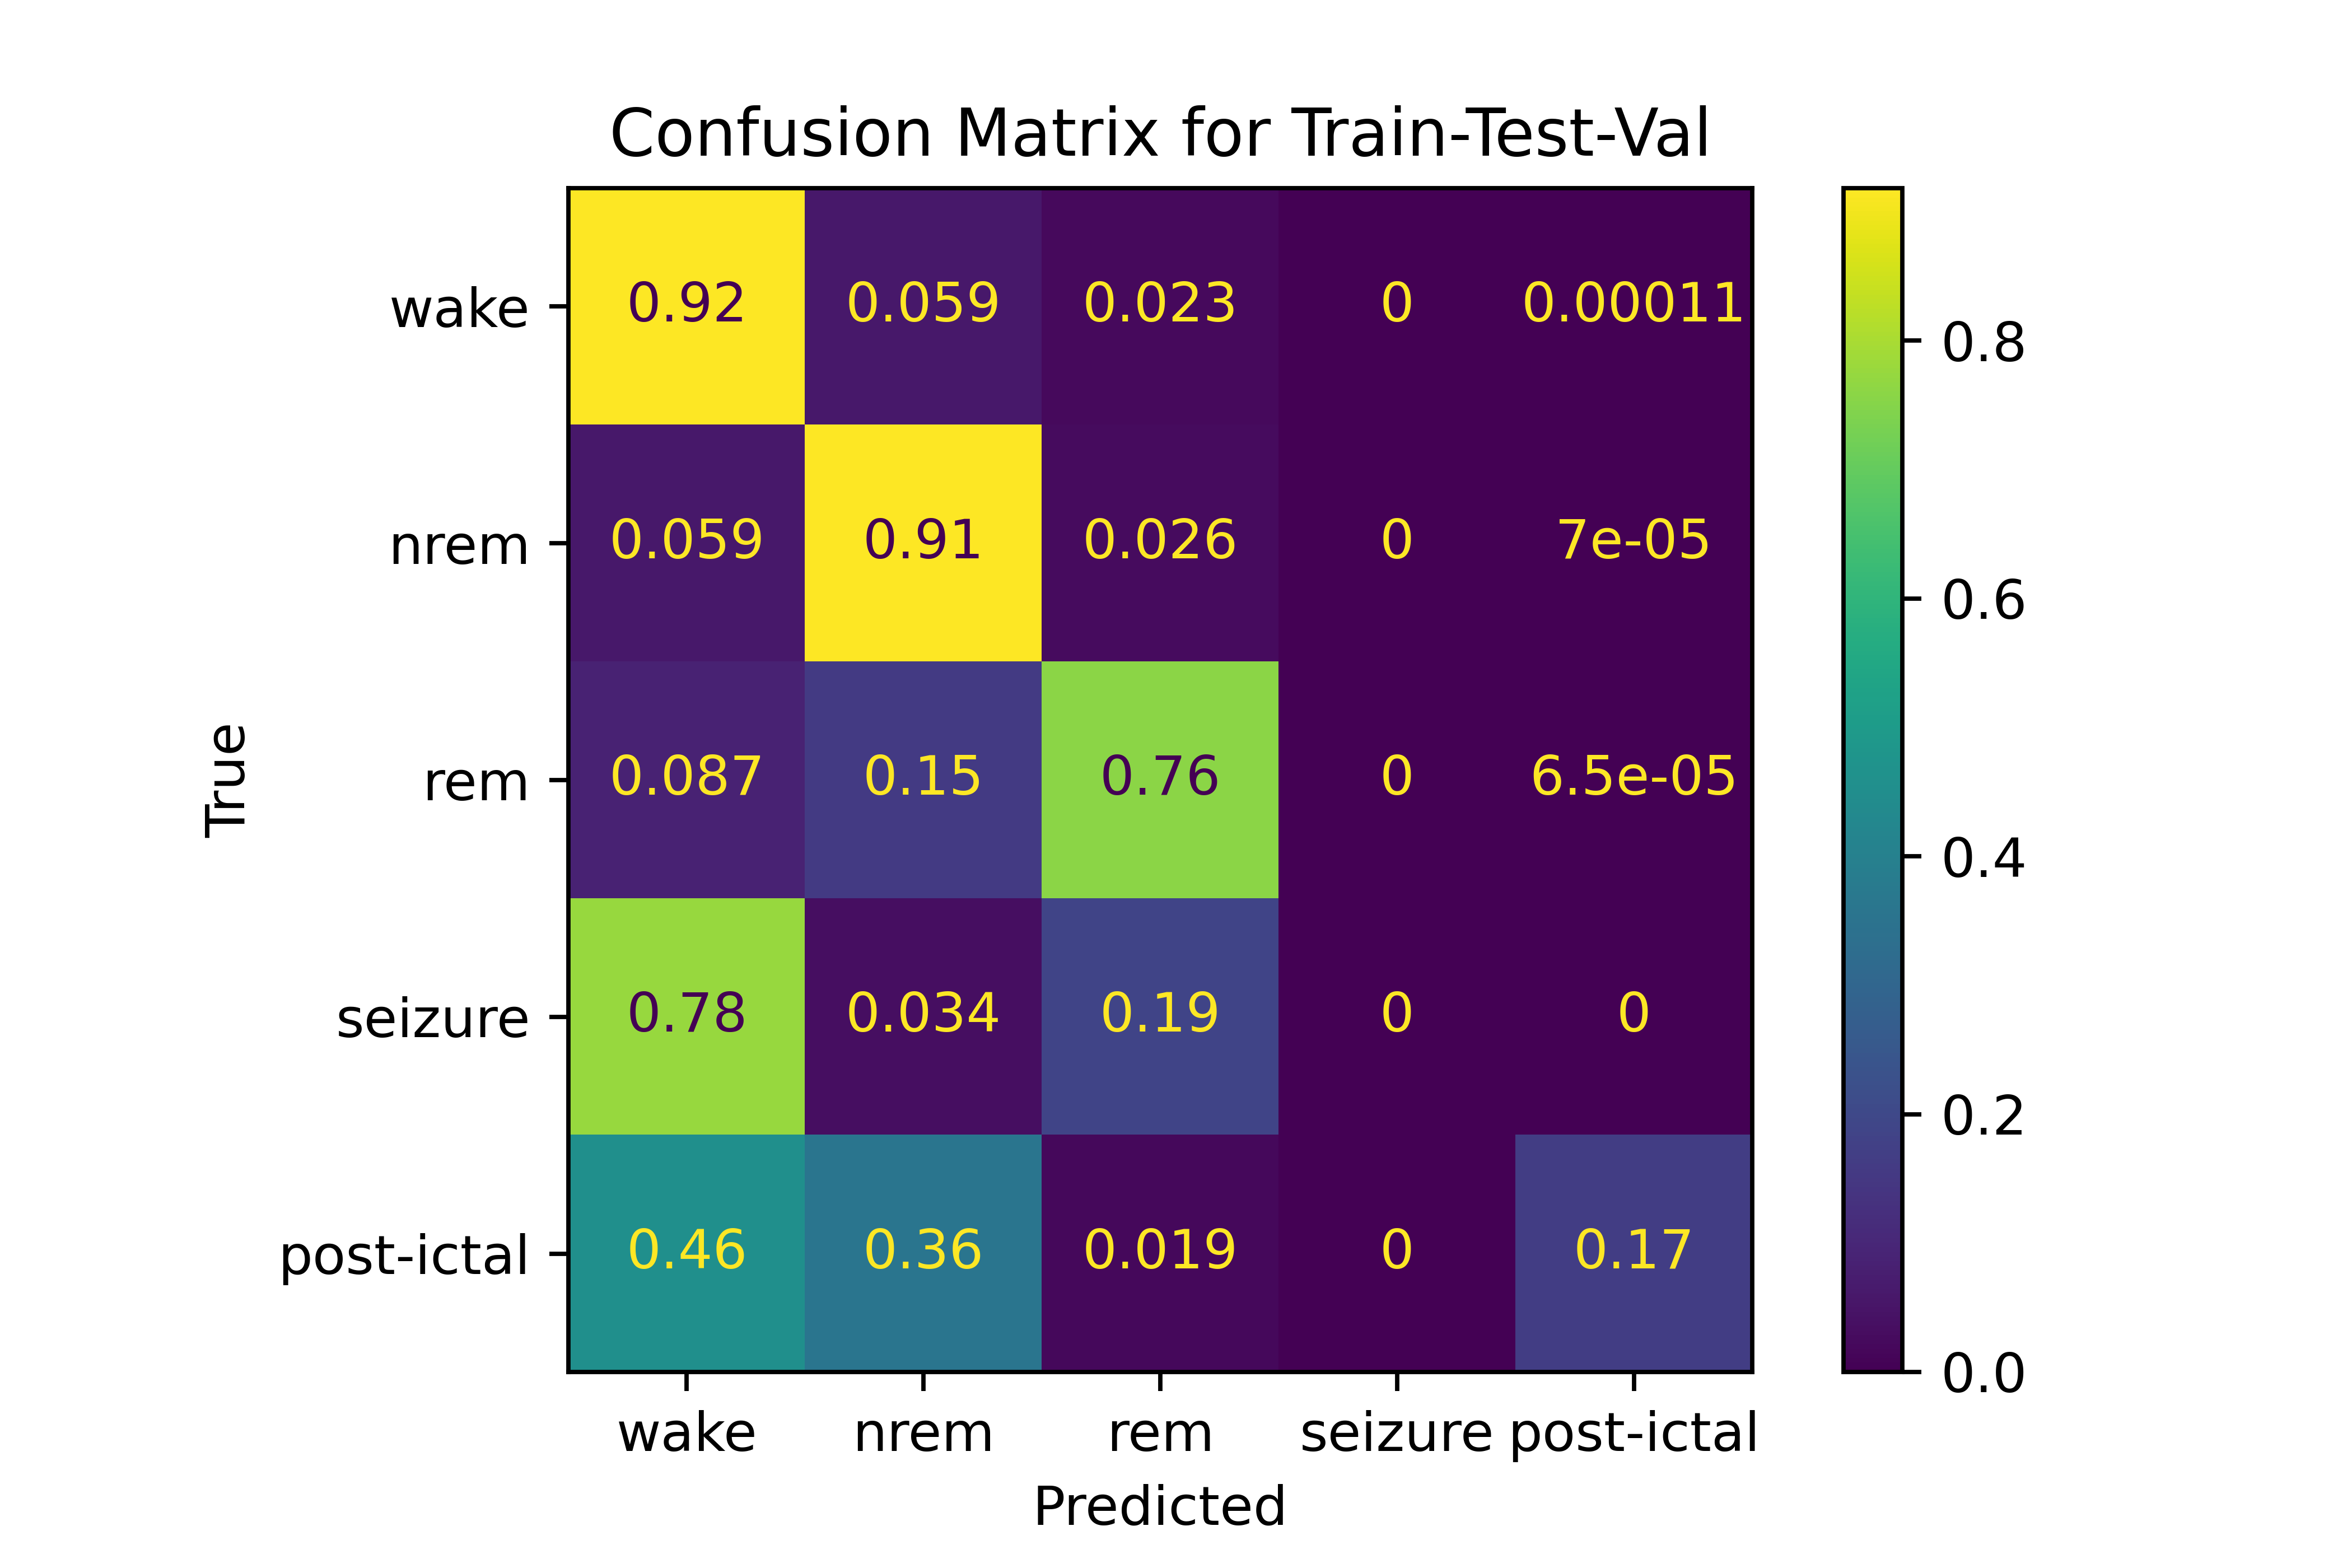 Confusion Matrix for Train-Test-Val
True
wake 0.92 0.059 0.023 0 0.00011
nrem 0.059 0.91 0.026 0 7e-05
rem 0.087 0.15 0.76 0 6.5e-05
seizure 0.78 0.034 0.19 0 0
post-ictal 0.46 0.36 0.019 0 0.17
wake nrem rem seizure post-ictal
Predicted
0.8
0.6
0.4
0.2
0.0